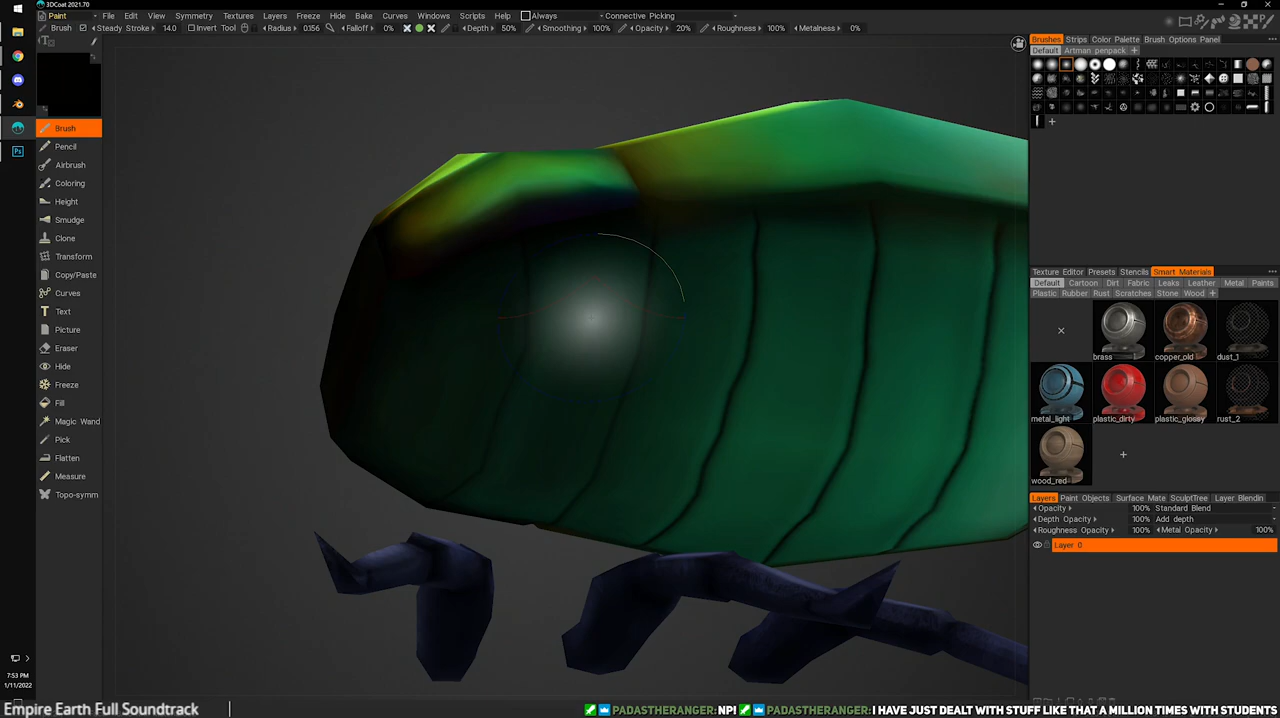 3DCoat 2021.70
Paint File Edit View Symmetry Textures Layers Freeze Bake Curves Windows Scripts Help Always Connective Picking
Brush Steady Stroke 14.0 Invert Tool Radius 0.356 Falloff 0% Depth 50% Smoothing 100% Opacity 20% Roughness 100% Metalness 0%
Brush
Pencil
Airbrush
Coloring
Height
Smudge
Clone
Transform
Copy/Paste
Curves
Text
Picture
Eraser
Hide
Freeze
Fill
Magic Wand
Pick
Flatten
Measure
Topo-symm
Brushes Strips Color Palette Brush Options Panel
Default Artman penpack
Texture Editor Presets Stencils Smart Materials
Default Cartoon Dirt Fabric Leaks Leather Metal Paints
Plastic Rubber Rust Scratches Stone Wood
brass copper_old dust_1
metal_light plastic_dirty plastic_glossy rust_2
wood_red
Layers Paint Objects Surface Mate SculptTree Layer Blendin
Opacity 100% Standard Blend
Depth Opacity 100% Add depth
Roughness Opacity 100% Metal Opacity 100%
Layer 0
7:53 PM
1/11/2022
Empire Earth Full Soundtrack
PADASTHERANGER: NP! PADASTHERANGER: I HAVE JUST DEALT WITH STUFF LIKE THAT A MILLION TIMES WITH STUDENTS